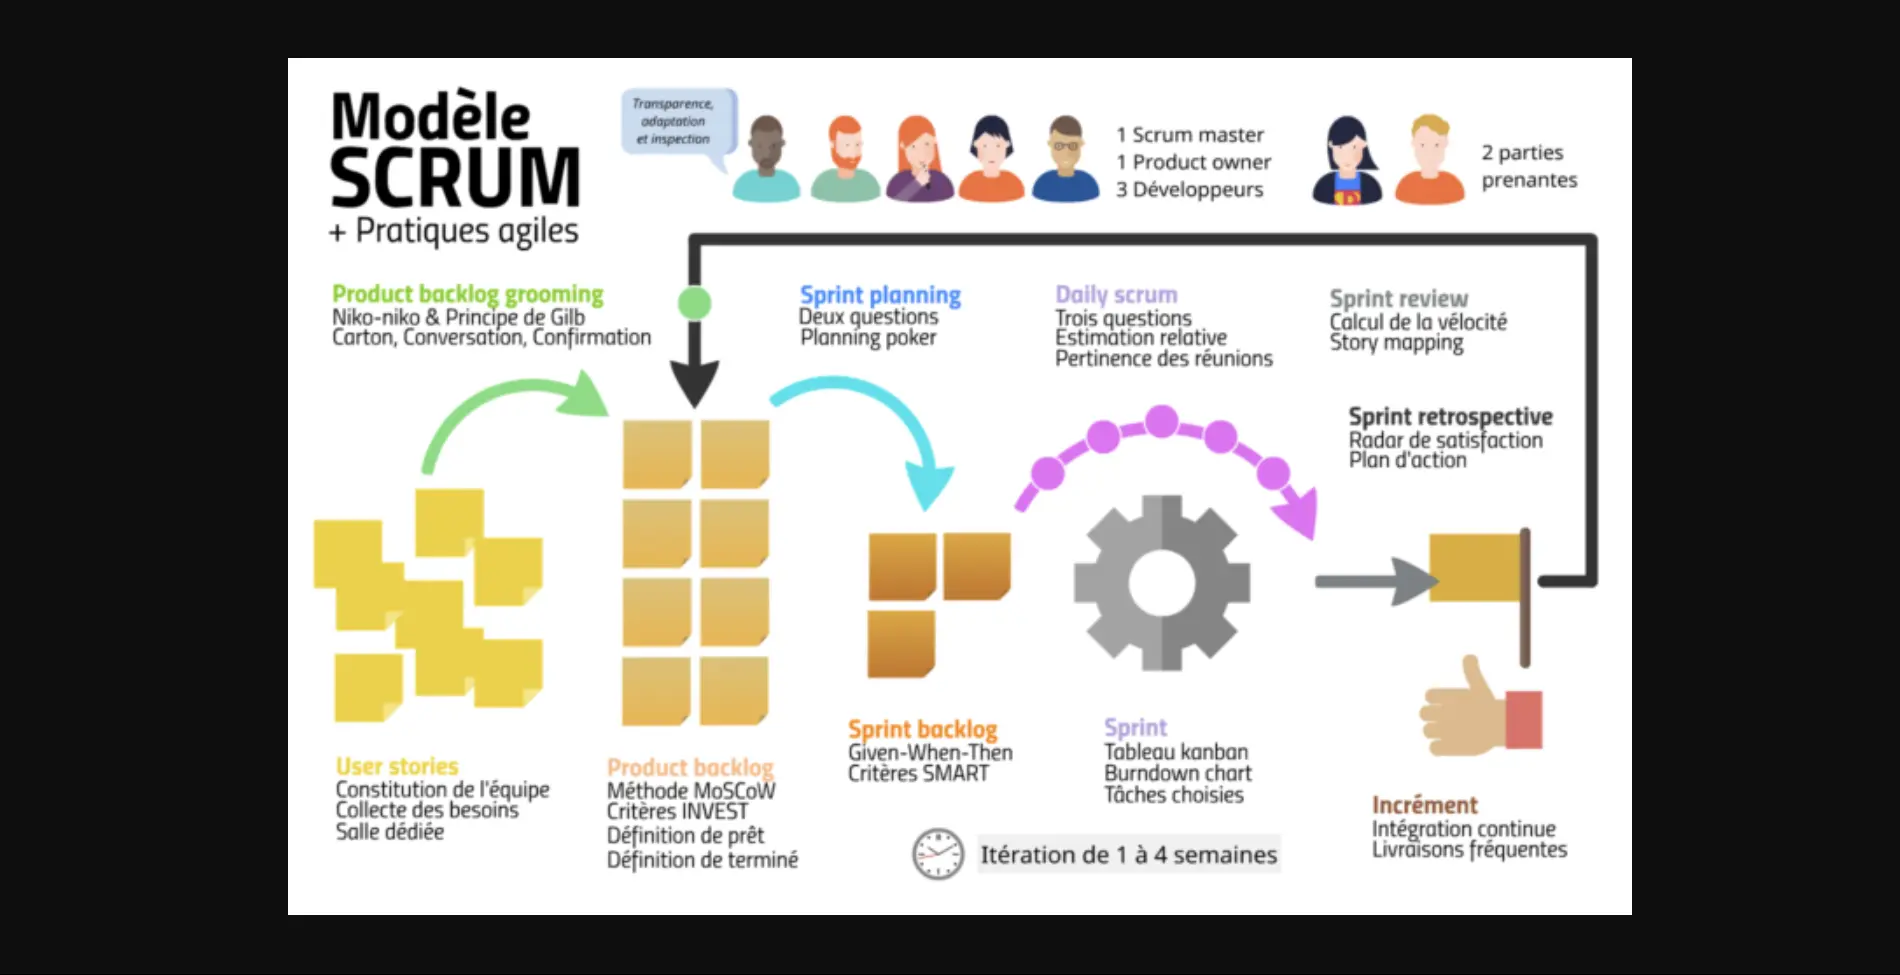 Modèle
SCRUM
+ Pratiques agiles
Transparence,
adaptation
et inspection
1 Scrum master
1 Product owner
3 Développeurs
2 parties
prenantes
Product backlog grooming
Niko-niko & Principe de Gilb
Carton, Conversation, Confirmation
Sprint planning
Deux questions
Planning poker
Daily scrum
Trois questions
Estimation relative
Pertinence des réunions
Sprint review
Calcul de la vélocité
Story mapping
Sprint retrospective
Radar de satisfaction
Plan d'action
User stories
Constitution de l'équipe
Collecte des besoins
Salle dédiée
Product backlog
Méthode MoSCoW
Critères INVEST
Définition de prêt
Définition de terminé
Sprint backlog
Given-When-Then
Critères SMART
Sprint
Tableau kanban
Burndown chart
Tâches choisies
Incrément
Intégration continue
Livraisons fréquentes
Itération de 1 à 4 semaines